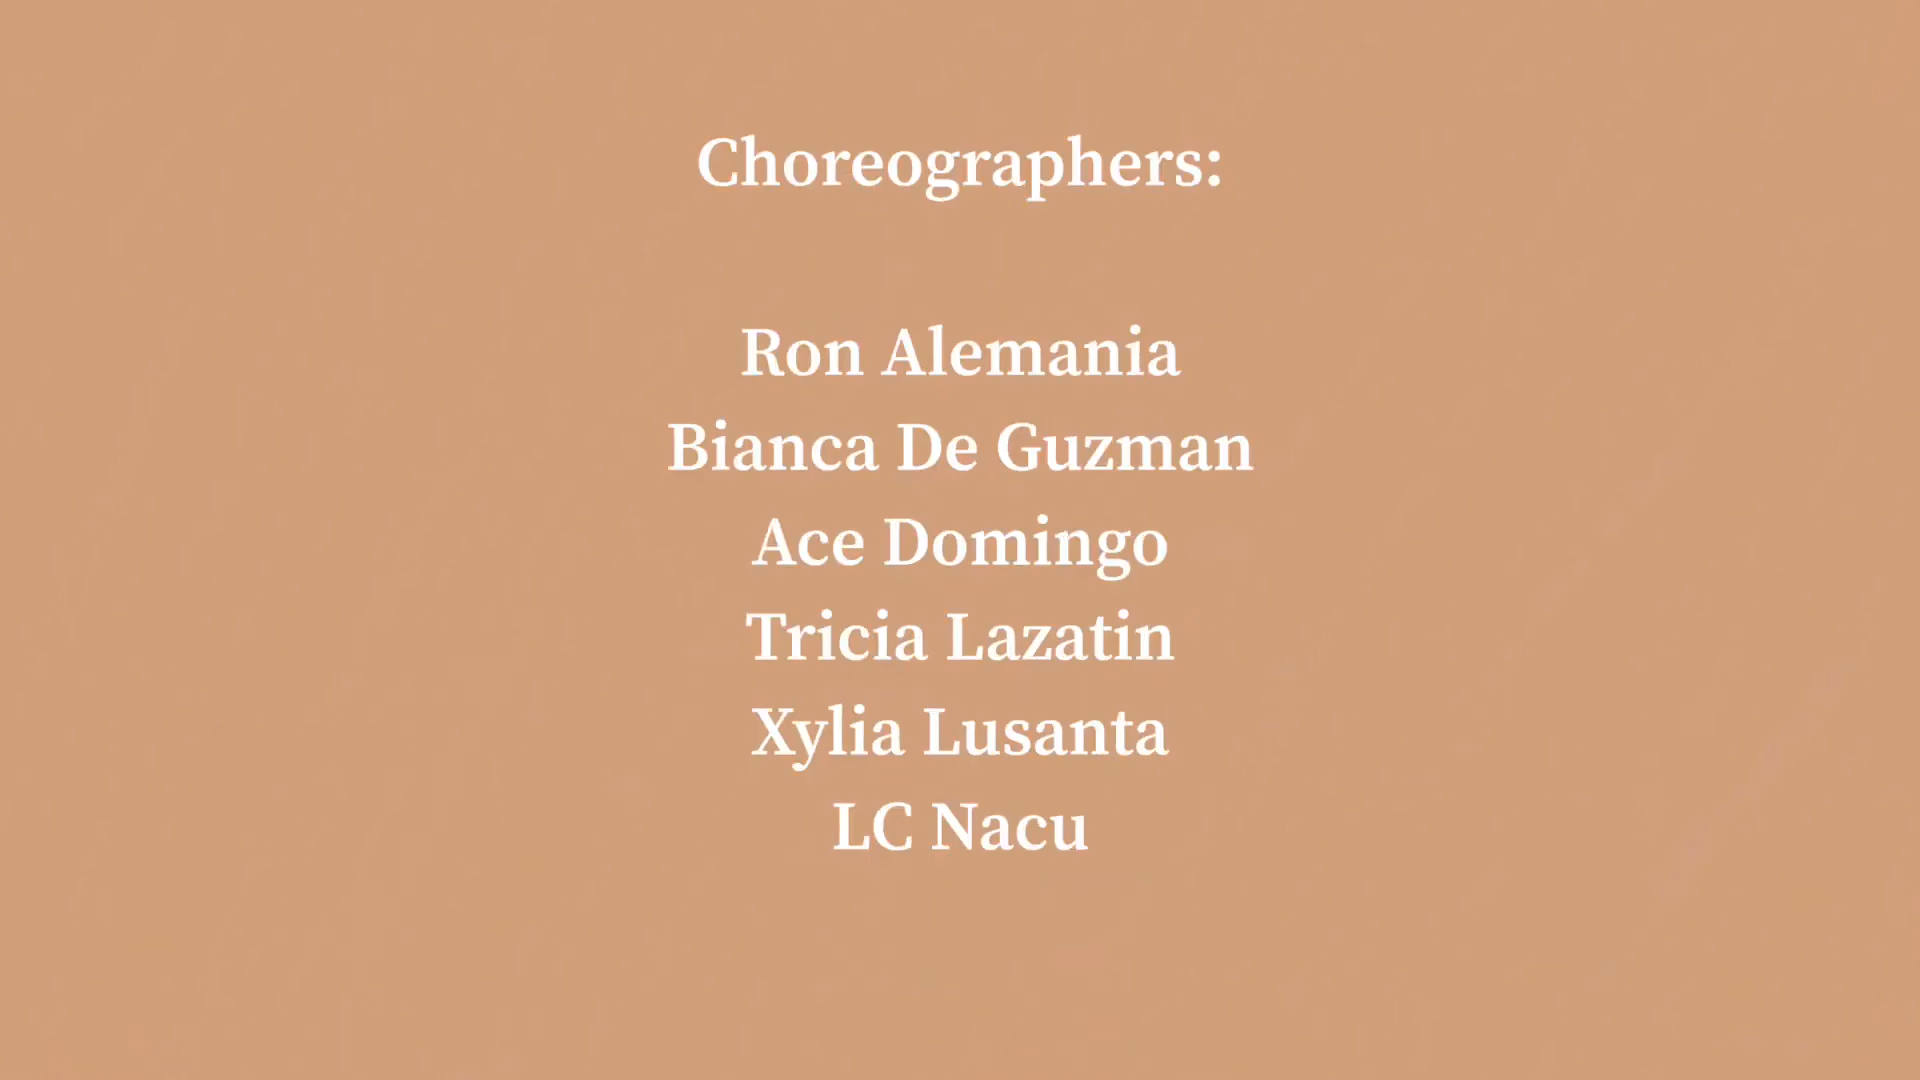 Choreographers:
Ron Alemania
Bianca De Guzman
Ace Domingo
Tricia Lazatin
Xylia Lusanta
LC Nacu